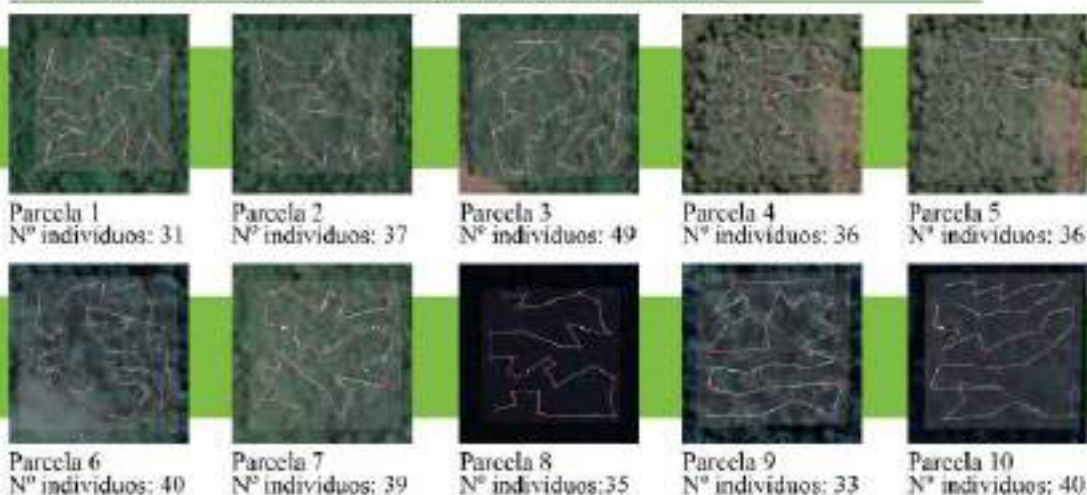 Parcela 1
Nº individuos: 31
Parcela 2
Nº individuos: 37
Parcela 3
Nº individuos: 49
Parcela 4
Nº individuos: 36
Parcela 5
Nº individuos: 36
Parcela 6
Nº individuos: 40
Parcela 7
Nº individuos: 39
Parcela 8
Nº individuos:35
Parcela 9
Nº individuos: 33
Parcela 10
Nº individuos: 40